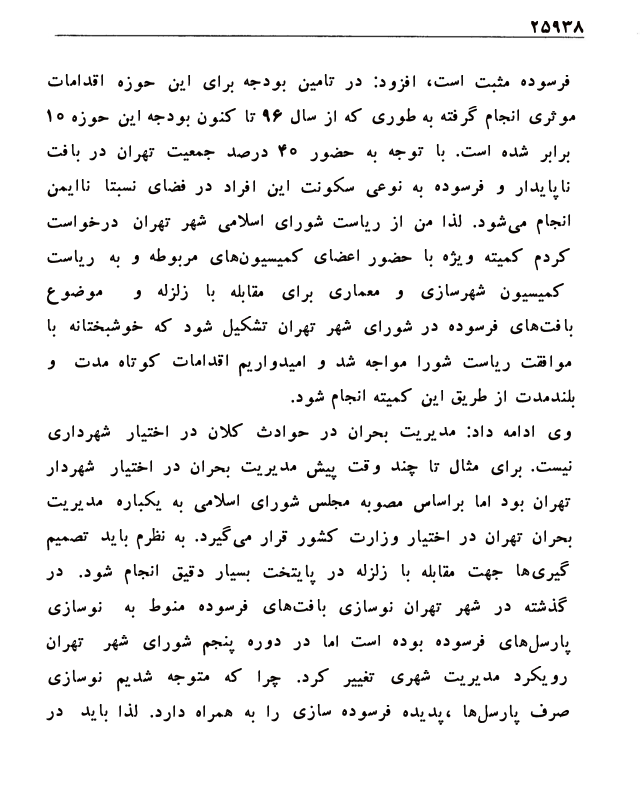 ۲۵۹۳۸
فرسوده مثبت است، افزود: در تامین بودجه برای این حوزه اقدامات
موثری انجام گرفته به طوری که از سال ۹۶ تا کنون بودجه این حوزه ۱۰
برابر شده است. با توجه به حضور ۴۰ درصد جمعیت تهران در بافت
ناپایدار و فرسوده به نوعی سکونت این افراد در فضای نسبتا ناایمن
انجام می‌شود. لذا من از ریاست شورای اسلامی شهر تهران درخواست
کردم کمیته ویژه با حضور اعضای کمیسیون‌های مربوطه و به ریاست
کمیسیون شهرسازی و معماری برای مقابله با زلزله و موضوع
بافت‌های فرسوده در شورای شهر تهران تشکیل شود که خوشبختانه با
موافقت ریاست شورا مواجه شد و امیدواریم اقدامات کوتاه مدت و
بلندمدت از طریق این کمیته انجام شود.
وی ادامه داد: مدیریت بحران در حوادث کلان در اختیار شهرداری
نیست. برای مثال تا چند وقت پیش مدیریت بحران در اختیار شهردار
تهران بود اما براساس مصوبه مجلس شورای اسلامی به یکباره مدیریت
بحران تهران در اختیار وزارت کشور قرار می‌گیرد. به نظرم باید تصمیم
گیری‌ها جهت مقابله با زلزله در پایتخت بسیار دقیق انجام شود. در
گذشته در شهر تهران نوسازی بافت‌های فرسوده منوط به نوسازی
پارسل‌های فرسوده بوده است اما در دوره پنجم شورای شهر تهران
رویکرد مدیریت شهری تغییر کرد. چرا که متوجه شدیم نوسازی
صرف پارسل‌ها ،پدیده فرسوده سازی را به همراه دارد. لذا باید در